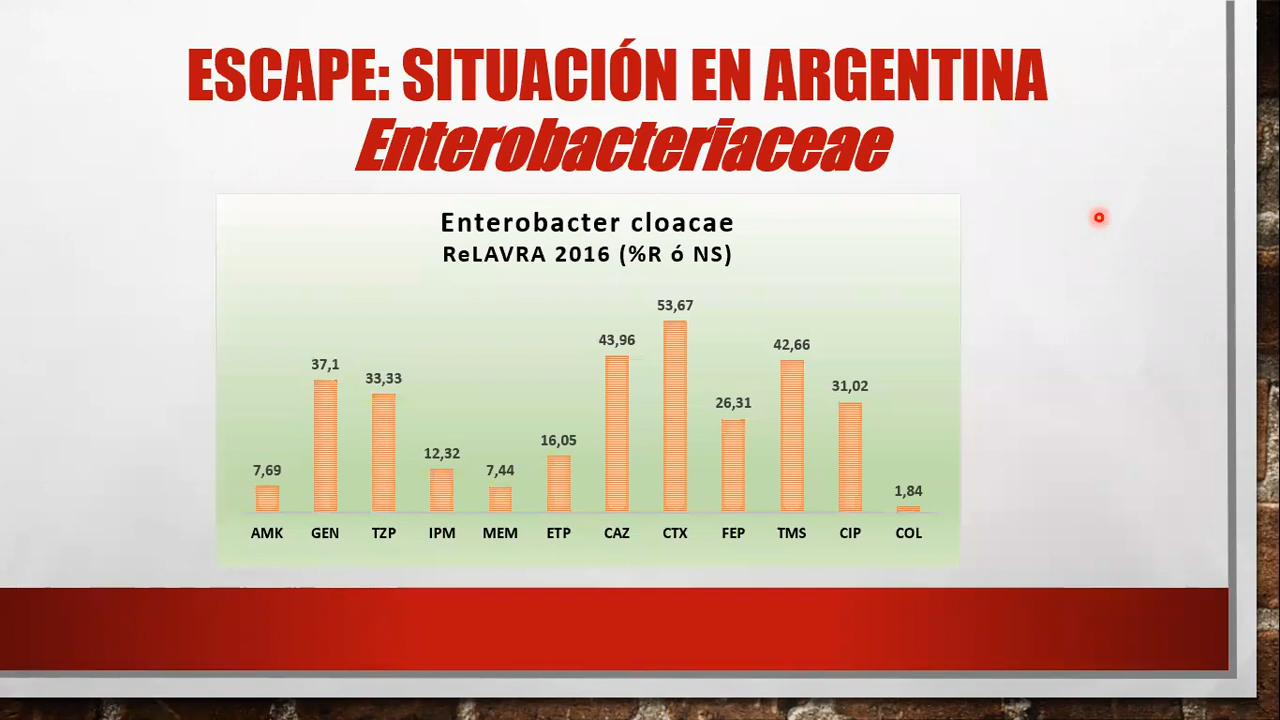 ESCAPE: SITUACIÓN EN ARGENTINA
Enterobacteriaceae
Enterobacter cloacae
ReLAVRA 2016 (%R ó NS)
53,67
43,96
42,66
37,1
33,33
31,02
26,31
16,05
12,32
7,69
7,44
1,84
AMK GEN TZP IPM MEM ETP CAZ CTX FEP TMS CIP COL